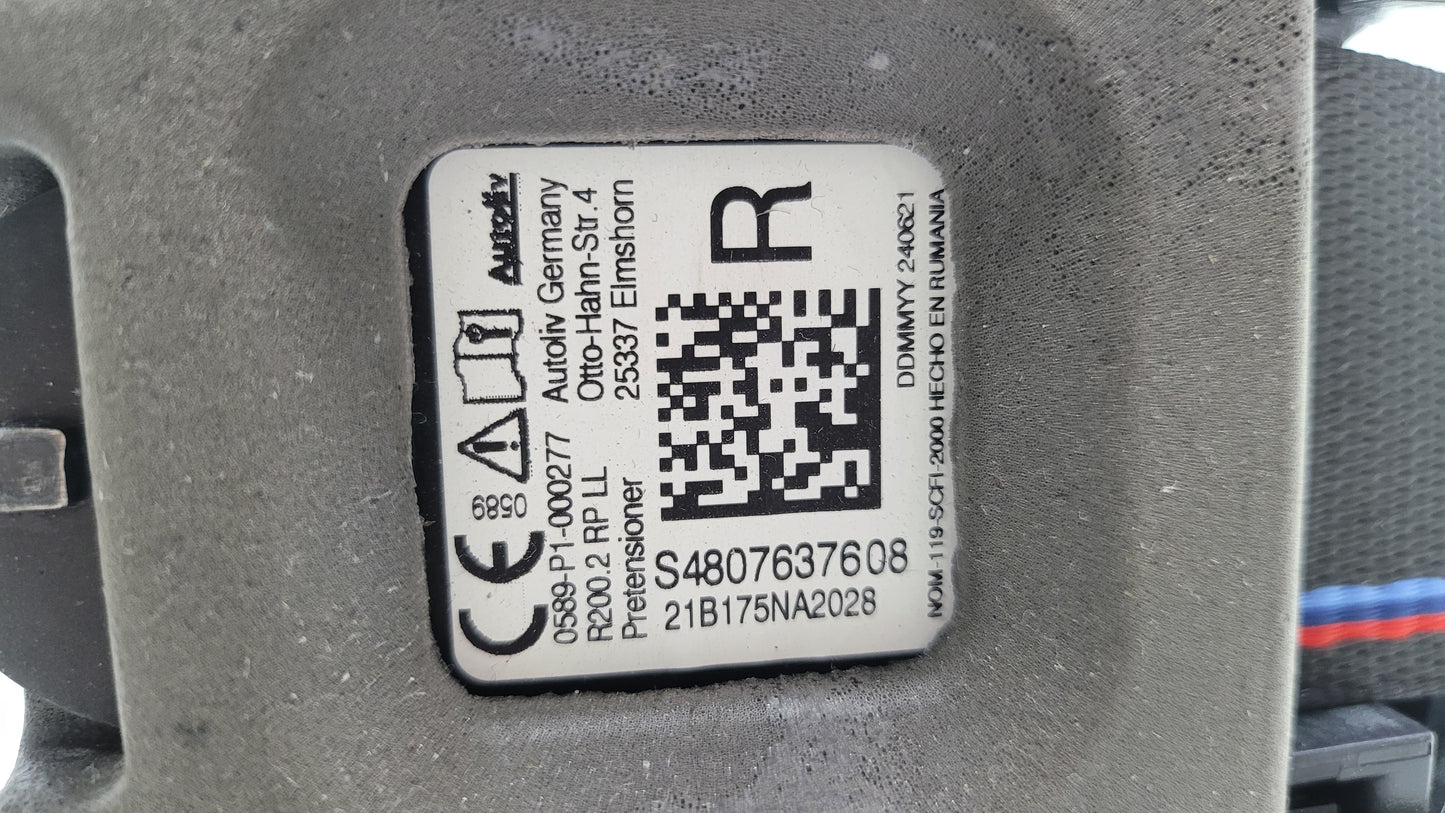 Autoliv
0589
0589-P1-000277
R200.2 RP LL
Pretensioner
Autoliv Germany
Otto-Hahn-Str.4
25337 Elmshorn
R
S4807637608
21B175NA2028
DDMMYY 240621
NOM-119-SCFI-2000 HECHO EN RUMANIA